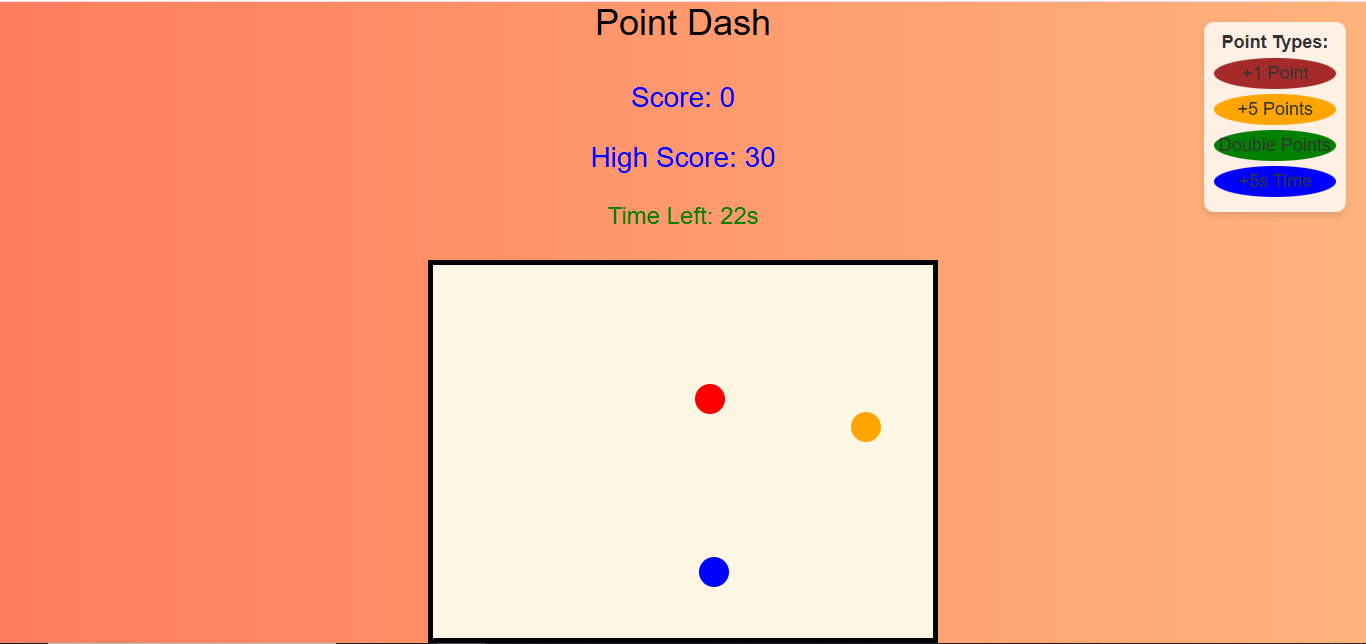 Point Dash
Score: 0
High Score: 30
Time Left: 22s
Point Types:
+1 Point
+5 Points
Double Points
+5s Time